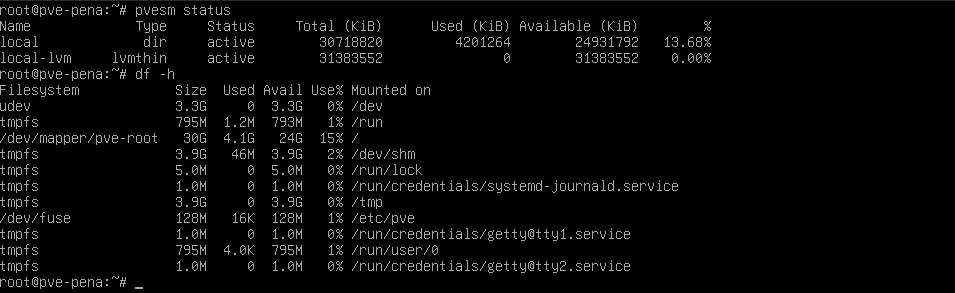 root@pve-pena:~# pvesm status
Name             Type     Status     Total (KiB)      Used (KiB) Available (KiB)        %
local             dir     active        30718820         4201264        24931792   13.68%
local-lvm     lvmthin     active        31383552               0        31383552    0.00%
root@pve-pena:~# df -h
Filesystem            Size  Used Avail Use% Mounted on
udev                  3.3G     0  3.3G   0% /dev
tmpfs                 795M  1.2M  793M   1% /run
/dev/mapper/pve-root   30G  4.1G   24G  15% /
tmpfs                 3.9G   46M  3.9G   2% /dev/shm
tmpfs                 5.0M     0  5.0M   0% /run/lock
tmpfs                 1.0M     0  1.0M   0% /run/credentials/systemd-journald.service
tmpfs                 3.9G     0  3.9G   0% /tmp
/dev/fuse             128M   16K  128M   1% /etc/pve
tmpfs                 1.0M     0  1.0M   0% /run/credentials/getty@tty1.service
tmpfs                 795M  4.0K  795M   1% /run/user/0
tmpfs                 1.0M     0  1.0M   0% /run/credentials/getty@tty2.service
root@pve-pena:~# _